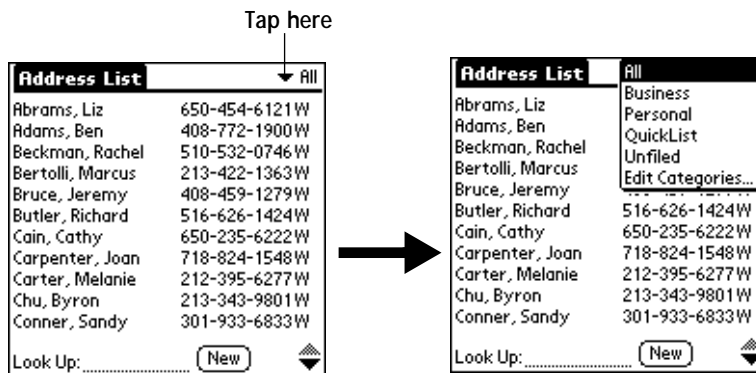 Tap here
Address List All
Abrams, Liz 650-454-6121W
Adams, Ben 408-772-1900W
Beckman, Rachel 510-532-0746W
Bertolli, Marcus 213-422-1363W
Bruce, Jeremy 408-459-1279W
Butler, Richard 516-626-1424W
Cain, Cathy 650-235-6222W
Carpenter, Joan 718-824-1548W
Carter, Melanie 212-395-6277W
Chu, Byron 213-343-9801W
Conner, Sandy 301-933-6833W
Look Up: New
Address List All
Business
Abrams, Liz Personal
Adams, Ben QuickList
Beckman, Rachel Unfiled
Bertolli, Marcus Edit Categories...
Bruce, Jeremy
Butler, Richard 516-626-1424W
Cain, Cathy 650-235-6222W
Carpenter, Joan 718-824-1548W
Carter, Melanie 212-395-6277W
Chu, Byron 213-343-9801W
Conner, Sandy 301-933-6833W
Look Up: New